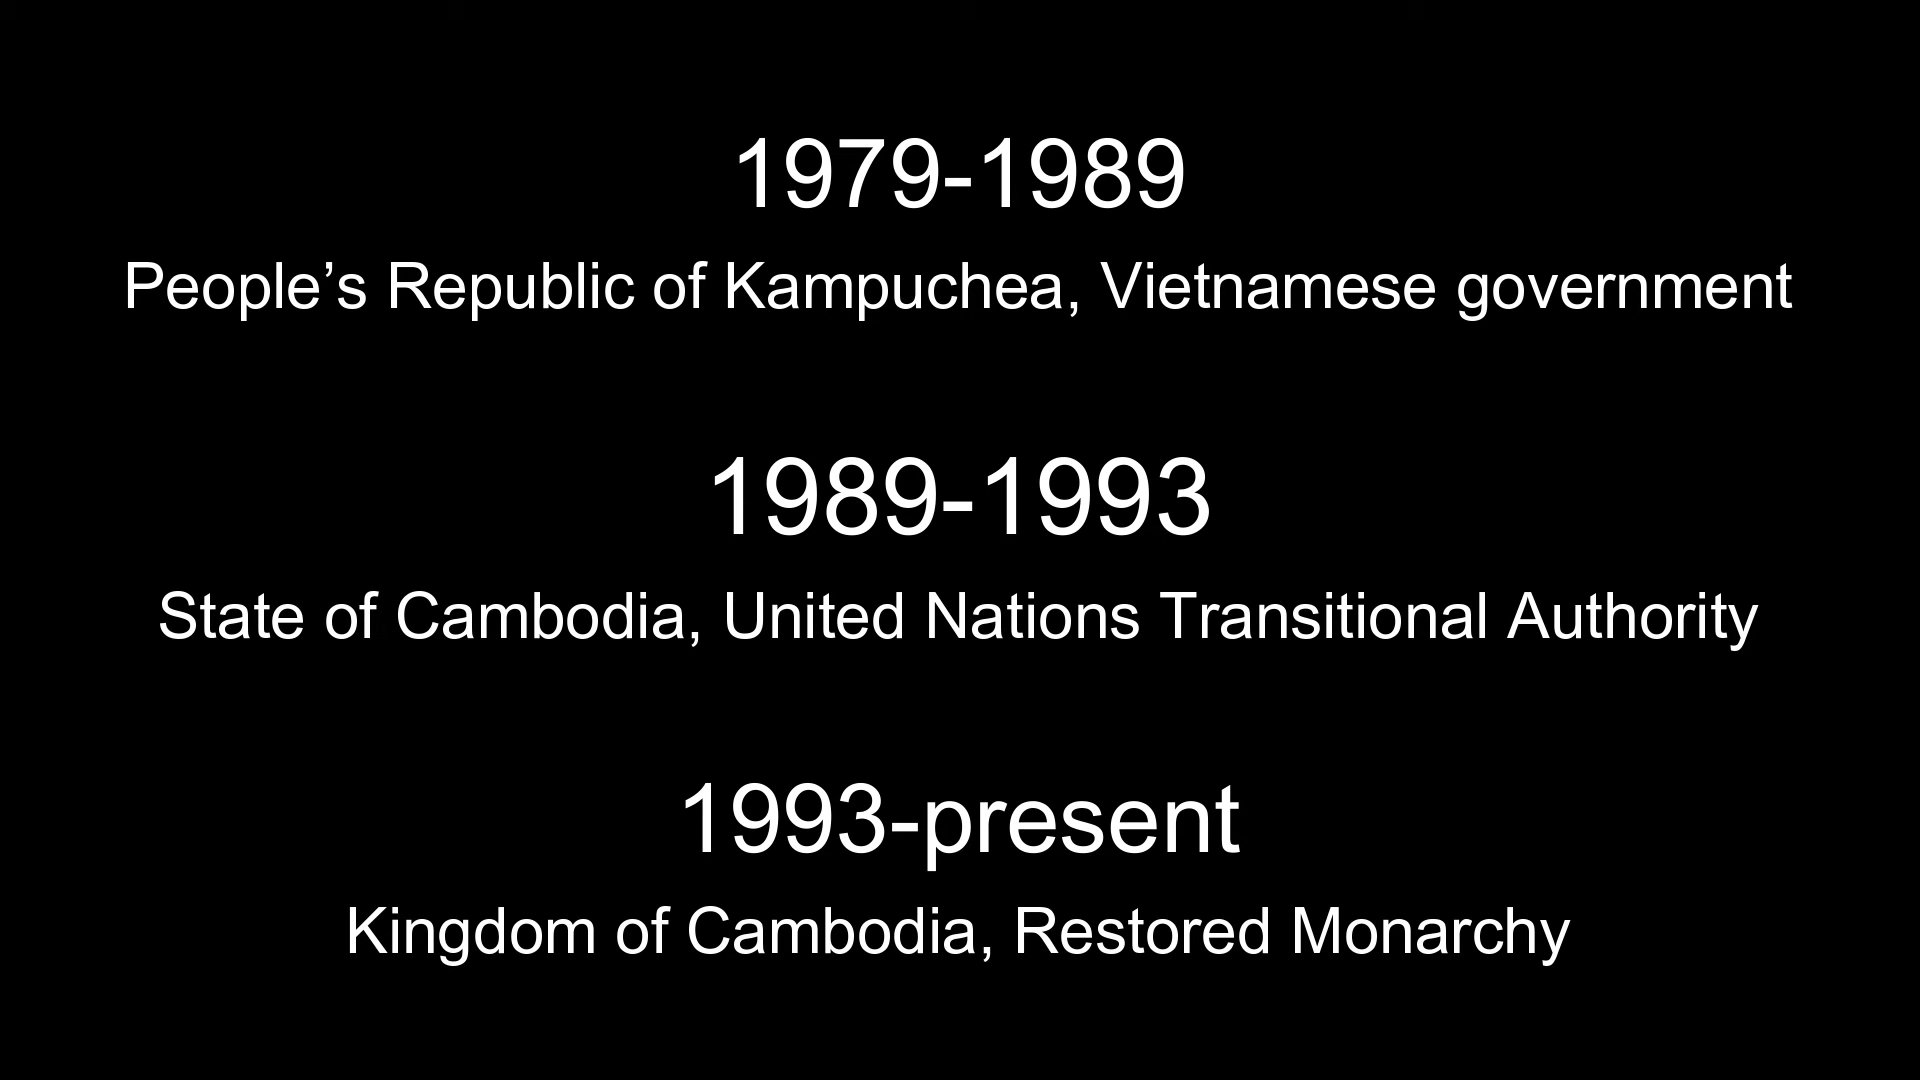 1979-1989
People’s Republic of Kampuchea, Vietnamese government
1989-1993
State of Cambodia, United Nations Transitional Authority
1993-present
Kingdom of Cambodia, Restored Monarchy